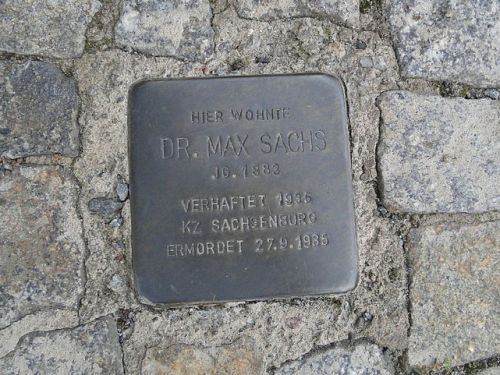 HIER WOHNTE
DR. MAX SACHS
JG. 1883
VERHAFTET 1935
KZ SACHSENBURG
ERMORDET 27.9.1935